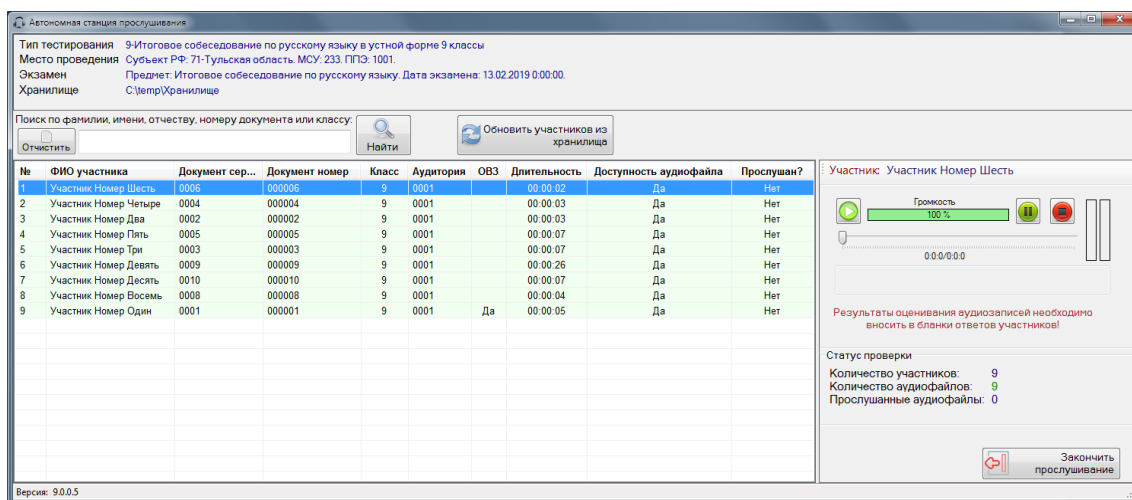 Автономная станция прослушивания
Тип тестирования 9-Итоговое собеседование по русскому языку в устной форме 9 классы
Место проведения Субъект РФ: 71-Тульская область. МСУ: 233. ППЭ: 1001.
Экзамен Предмет: Итоговое собеседование по русскому языку. Дата экзамена: 13.02.2019 0:00:00.
Хранилище C:\temp\Хранилище
Поиск по фамилии, имени, отчеству, номеру документа или классу:
Отчистить
Найти
Обновить участников из
хранилища
№ ФИО участника Документ сер... Документ номер Класс Аудитория ОВЗ Длительность Доступность аудиофайла Прослушан?
1 Участник Номер Шесть 0006 000006 9 0001 00:00:02 Да Нет
2 Участник Номер Четыре 0004 000004 9 0001 00:00:03 Да Нет
3 Участник Номер Два 0002 000002 9 0001 00:00:03 Да Нет
4 Участник Номер Пять 0005 000005 9 0001 00:00:07 Да Нет
5 Участник Номер Три 0003 000003 9 0001 00:00:07 Да Нет
6 Участник Номер Девять 0009 000009 9 0001 00:00:26 Да Нет
7 Участник Номер Десять 0010 000010 9 0001 00:00:07 Да Нет
8 Участник Номер Восемь 0008 000008 9 0001 00:00:04 Да Нет
9 Участник Номер Один 0001 000001 9 0001 Да 00:00:05 Да Нет
Участник: Участник Номер Шесть
Громкость
100 %
0:0:0/0:0:0
Результаты оценивания аудиозаписей необходимо
вносить в бланки ответов участников!
Статус проверки
Количество участников: 9
Количество аудиофайлов: 9
Прослушанные аудиофайлы: 0
Закончить
прослушивание
Версия: 9.0.0.5